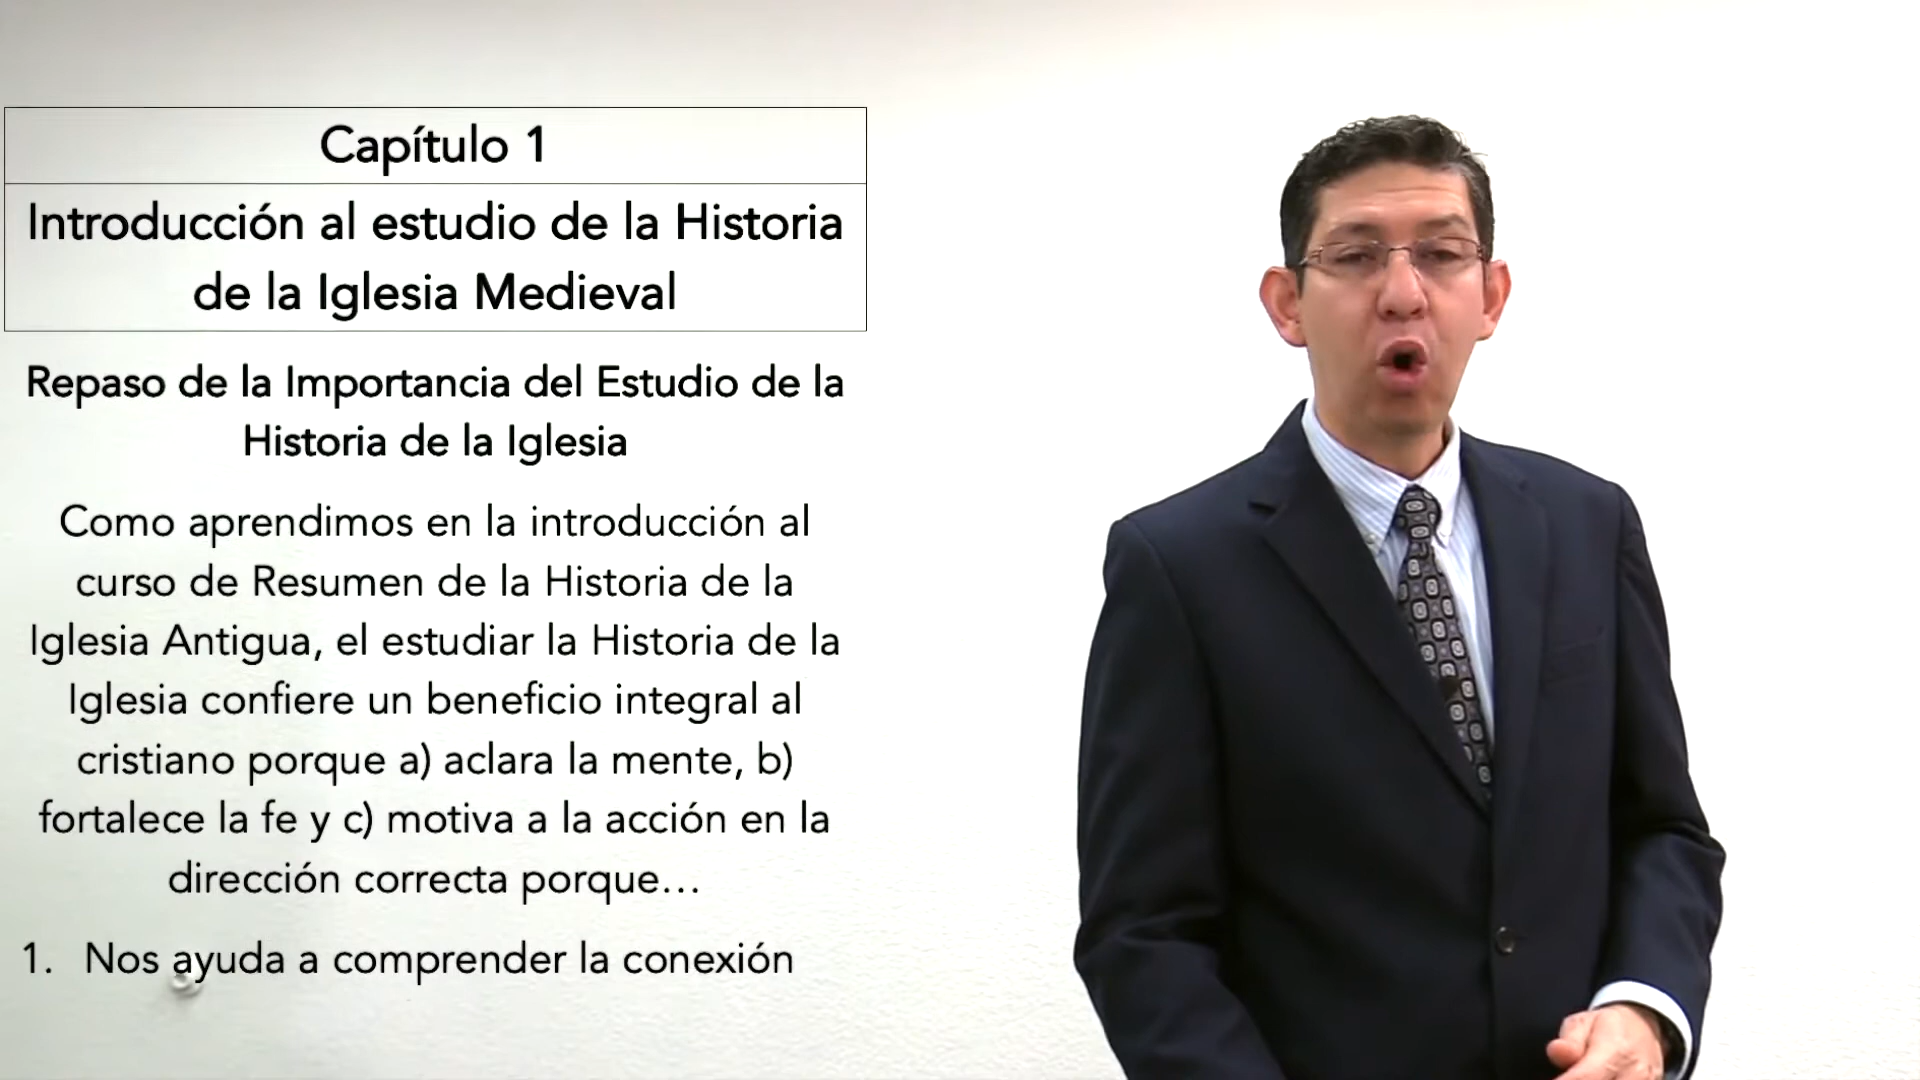 Capítulo 1
Introducción al estudio de la Historia
de la Iglesia Medieval
Repaso de la Importancia del Estudio de la
Historia de la Iglesia
Como aprendimos en la introducción al
curso de Resumen de la Historia de la
Iglesia Antigua, el estudiar la Historia de la
Iglesia confiere un beneficio integral al
cristiano porque a) aclara la mente, b)
fortalece la fe y c) motiva a la acción en la
dirección correcta porque…
1. Nos ayuda a comprender la conexión